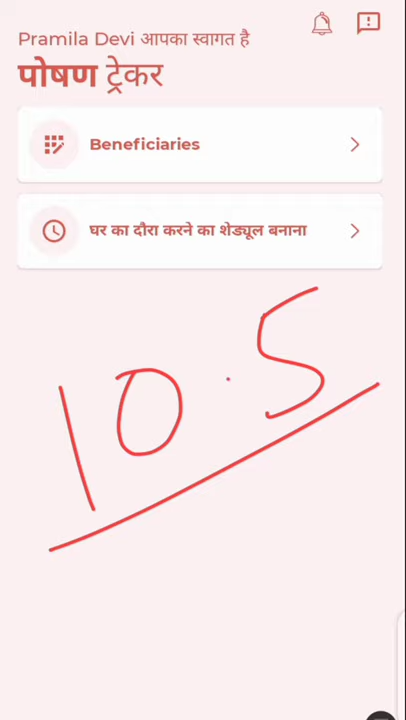 Pramila Devi आपका स्वागत है
पोषण ट्रेकर
Beneficiaries
घर का दौरा करने का शेड्यूल बनाना
10.5